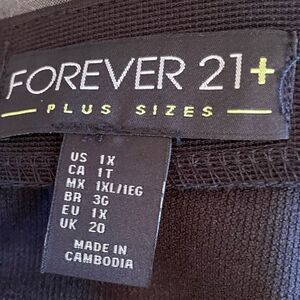 FOREVER 21+
PLUS SIZES
US 1X
CA 1T
MX 1XL/1EG
BR 3G
EU 1X
UK 20
MADE IN
CAMBODIA